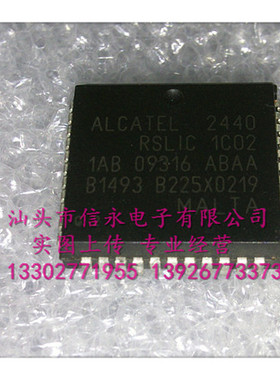 ALCATEL 2440
RSLIC 1C02
1AB 09316 ABAA
B1493 B225X0219
MALTA
汕头市信永电子有限公司
实图上传 专业经营
13302771955 13926773373